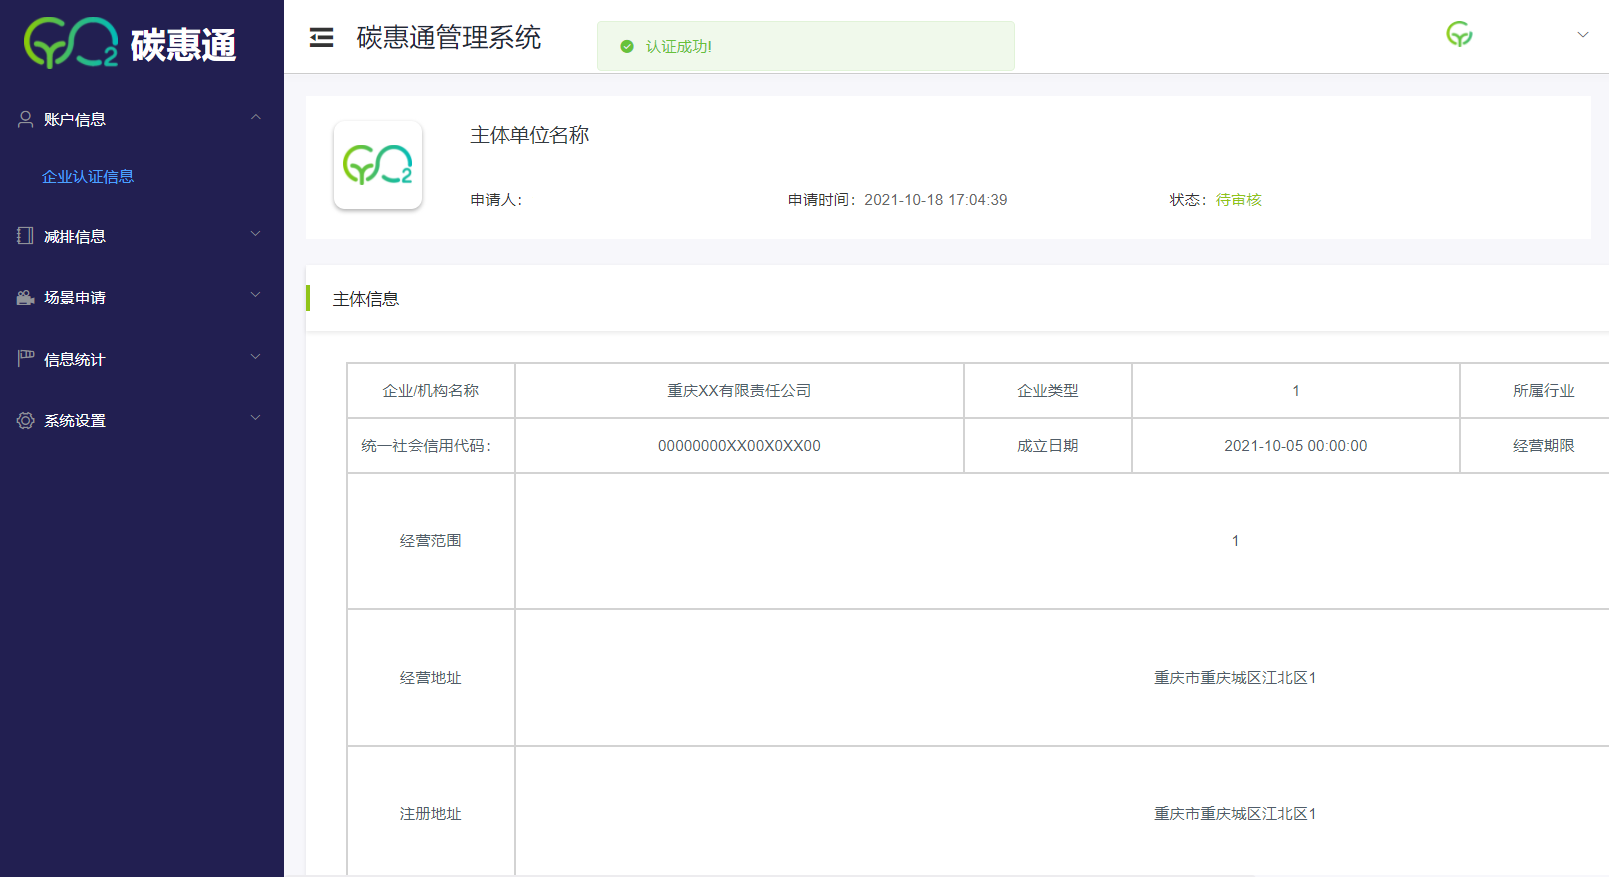 碳惠通
碳惠通管理系统
认证成功!
账户信息
企业认证信息
减排信息
场景申请
信息统计
系统设置
主体单位名称
申请人：
申请时间：2021-10-18 17:04:39
状态：待审核
主体信息
企业/机构名称 重庆XX有限责任公司 企业类型 1 所属行业
统一社会信用代码： 00000000XX00X0XX00 成立日期 2021-10-05 00:00:00 经营期限
经营范围 1
经营地址 重庆市重庆城区江北区1
注册地址 重庆市重庆城区江北区1